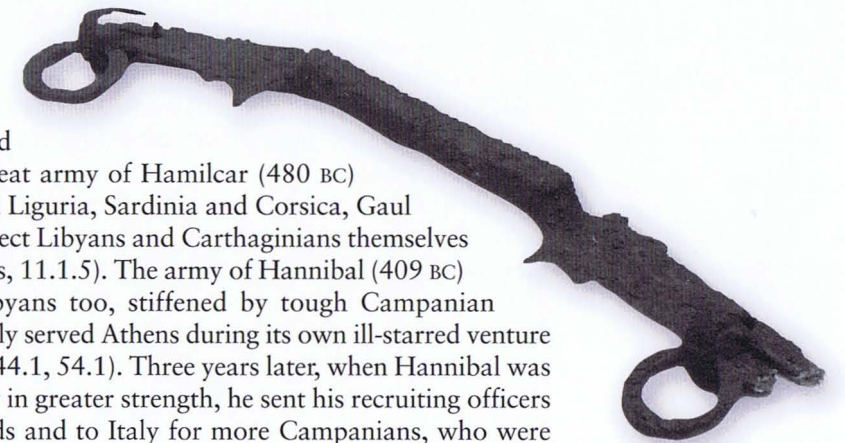 d
eat army of Hamilcar (480 BC)
Liguria, Sardinia and Corsica, Gaul
ect Libyans and Carthaginians themselves
s, 11.1.5). The army of Hannibal (409 BC)
byans too, stiffened by tough Campanian
ly served Athens during its own ill-starred venture
44.1, 54.1). Three years later, when Hannibal was
in greater strength, he sent his recruiting officers
ds and to Italy for more Campanians, who were